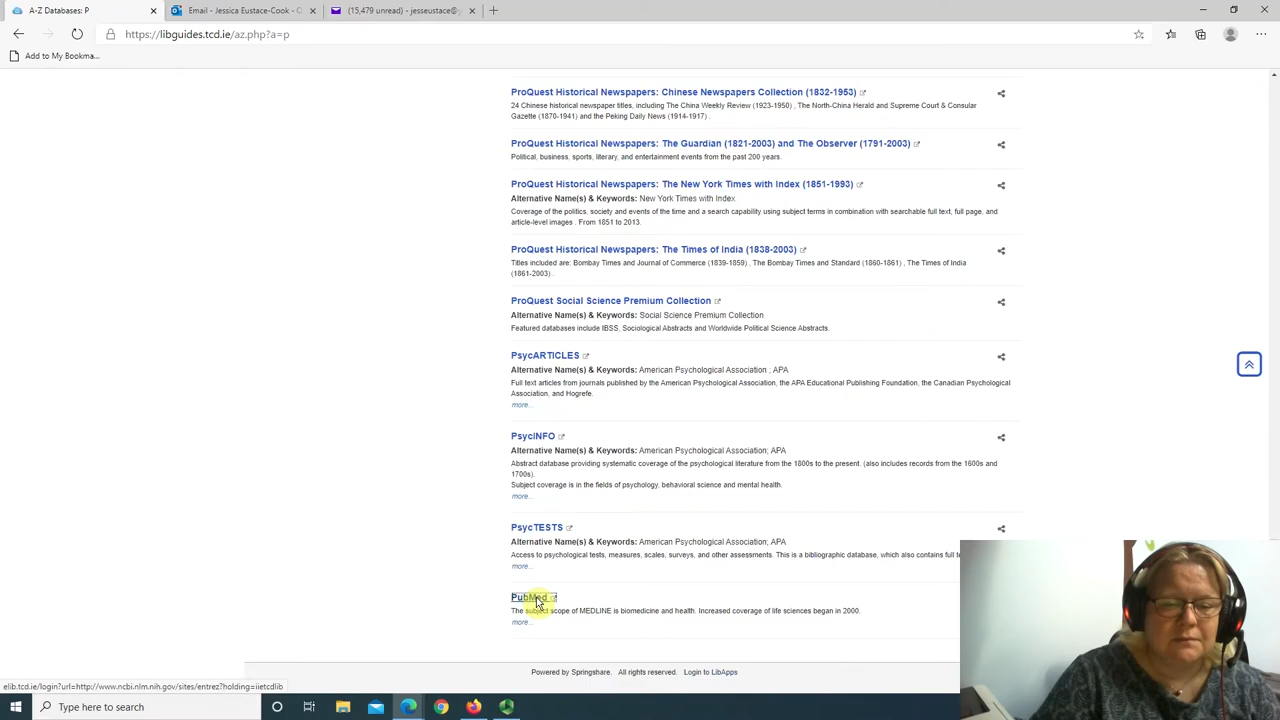 A-Z Databases
Email - Jessica Eustace-Cook - O
(15,479 unread) - jesseustace@y
https://libguides.tcd.ie/az.php?a=p
Add to My Bookma...
ProQuest Historical Newspapers: Chinese Newspapers Collection (1832-1953)
24 Chinese historical newspaper titles, including The China Weekly Review (1923-1950) , The North-China Herald and Supreme Court & Consular
Gazette (1870-1941) and the Peking Daily News (1914-1917) .
ProQuest Historical Newspapers: The Guardian (1821-2003) and The Observer (1791-2003)
Political, business, sports, literary, and entertainment events from the past 200 years.
ProQuest Historical Newspapers: The New York Times with Index (1851-1993)
Alternative Name(s) & Keywords: New York Times with Index
Coverage of the politics, society and events of the time and a search capability using subject terms in combination with searchable full text, full page, and
article-level images . From 1851 to 2013.
ProQuest Historical Newspapers: The Times of India (1838-2003)
Titles included are: Bombay Times and Journal of Commerce (1839-1859) , The Bombay Times and Standard (1860-1861) , The Times of India
(1861-2003) .
ProQuest Social Science Premium Collection
Alternative Name(s) & Keywords: Social Science Premium Collection
Featured databases include IBSS, Sociological Abstracts and Worldwide Political Science Abstracts.
PsycARTICLES
Alternative Name(s) & Keywords: American Psychological Association ; APA
Full text articles from journals published by the American Psychological Association, the APA Educational Publishing Foundation, the Canadian Psychological
Association, and Hogrefe.
more...
PsycINFO
Alternative Name(s) & Keywords: American Psychological Association; APA
Abstract database providing systematic coverage of the psychological literature from the 1800s to the present. (also includes records from the 1600s and
1700s).
Subject coverage is in the fields of psychology, behavioral science and mental health.
more...
PsycTESTS
Alternative Name(s) & Keywords: American Psychological Association; APA
Access to psychological tests, measures, scales, surveys, and other assessments. This is a bibliographic database, which also contains full te
more...
PubMed
The subject scope of MEDLINE is biomedicine and health. Increased coverage of life sciences began in 2000.
more...
Powered by Springshare. All rights reserved. Login to LibApps
elib.tcd.ie/login?url=http://www.ncbi.nlm.nih.gov/sites/entrez?holding=iietcdlib
Type here to search